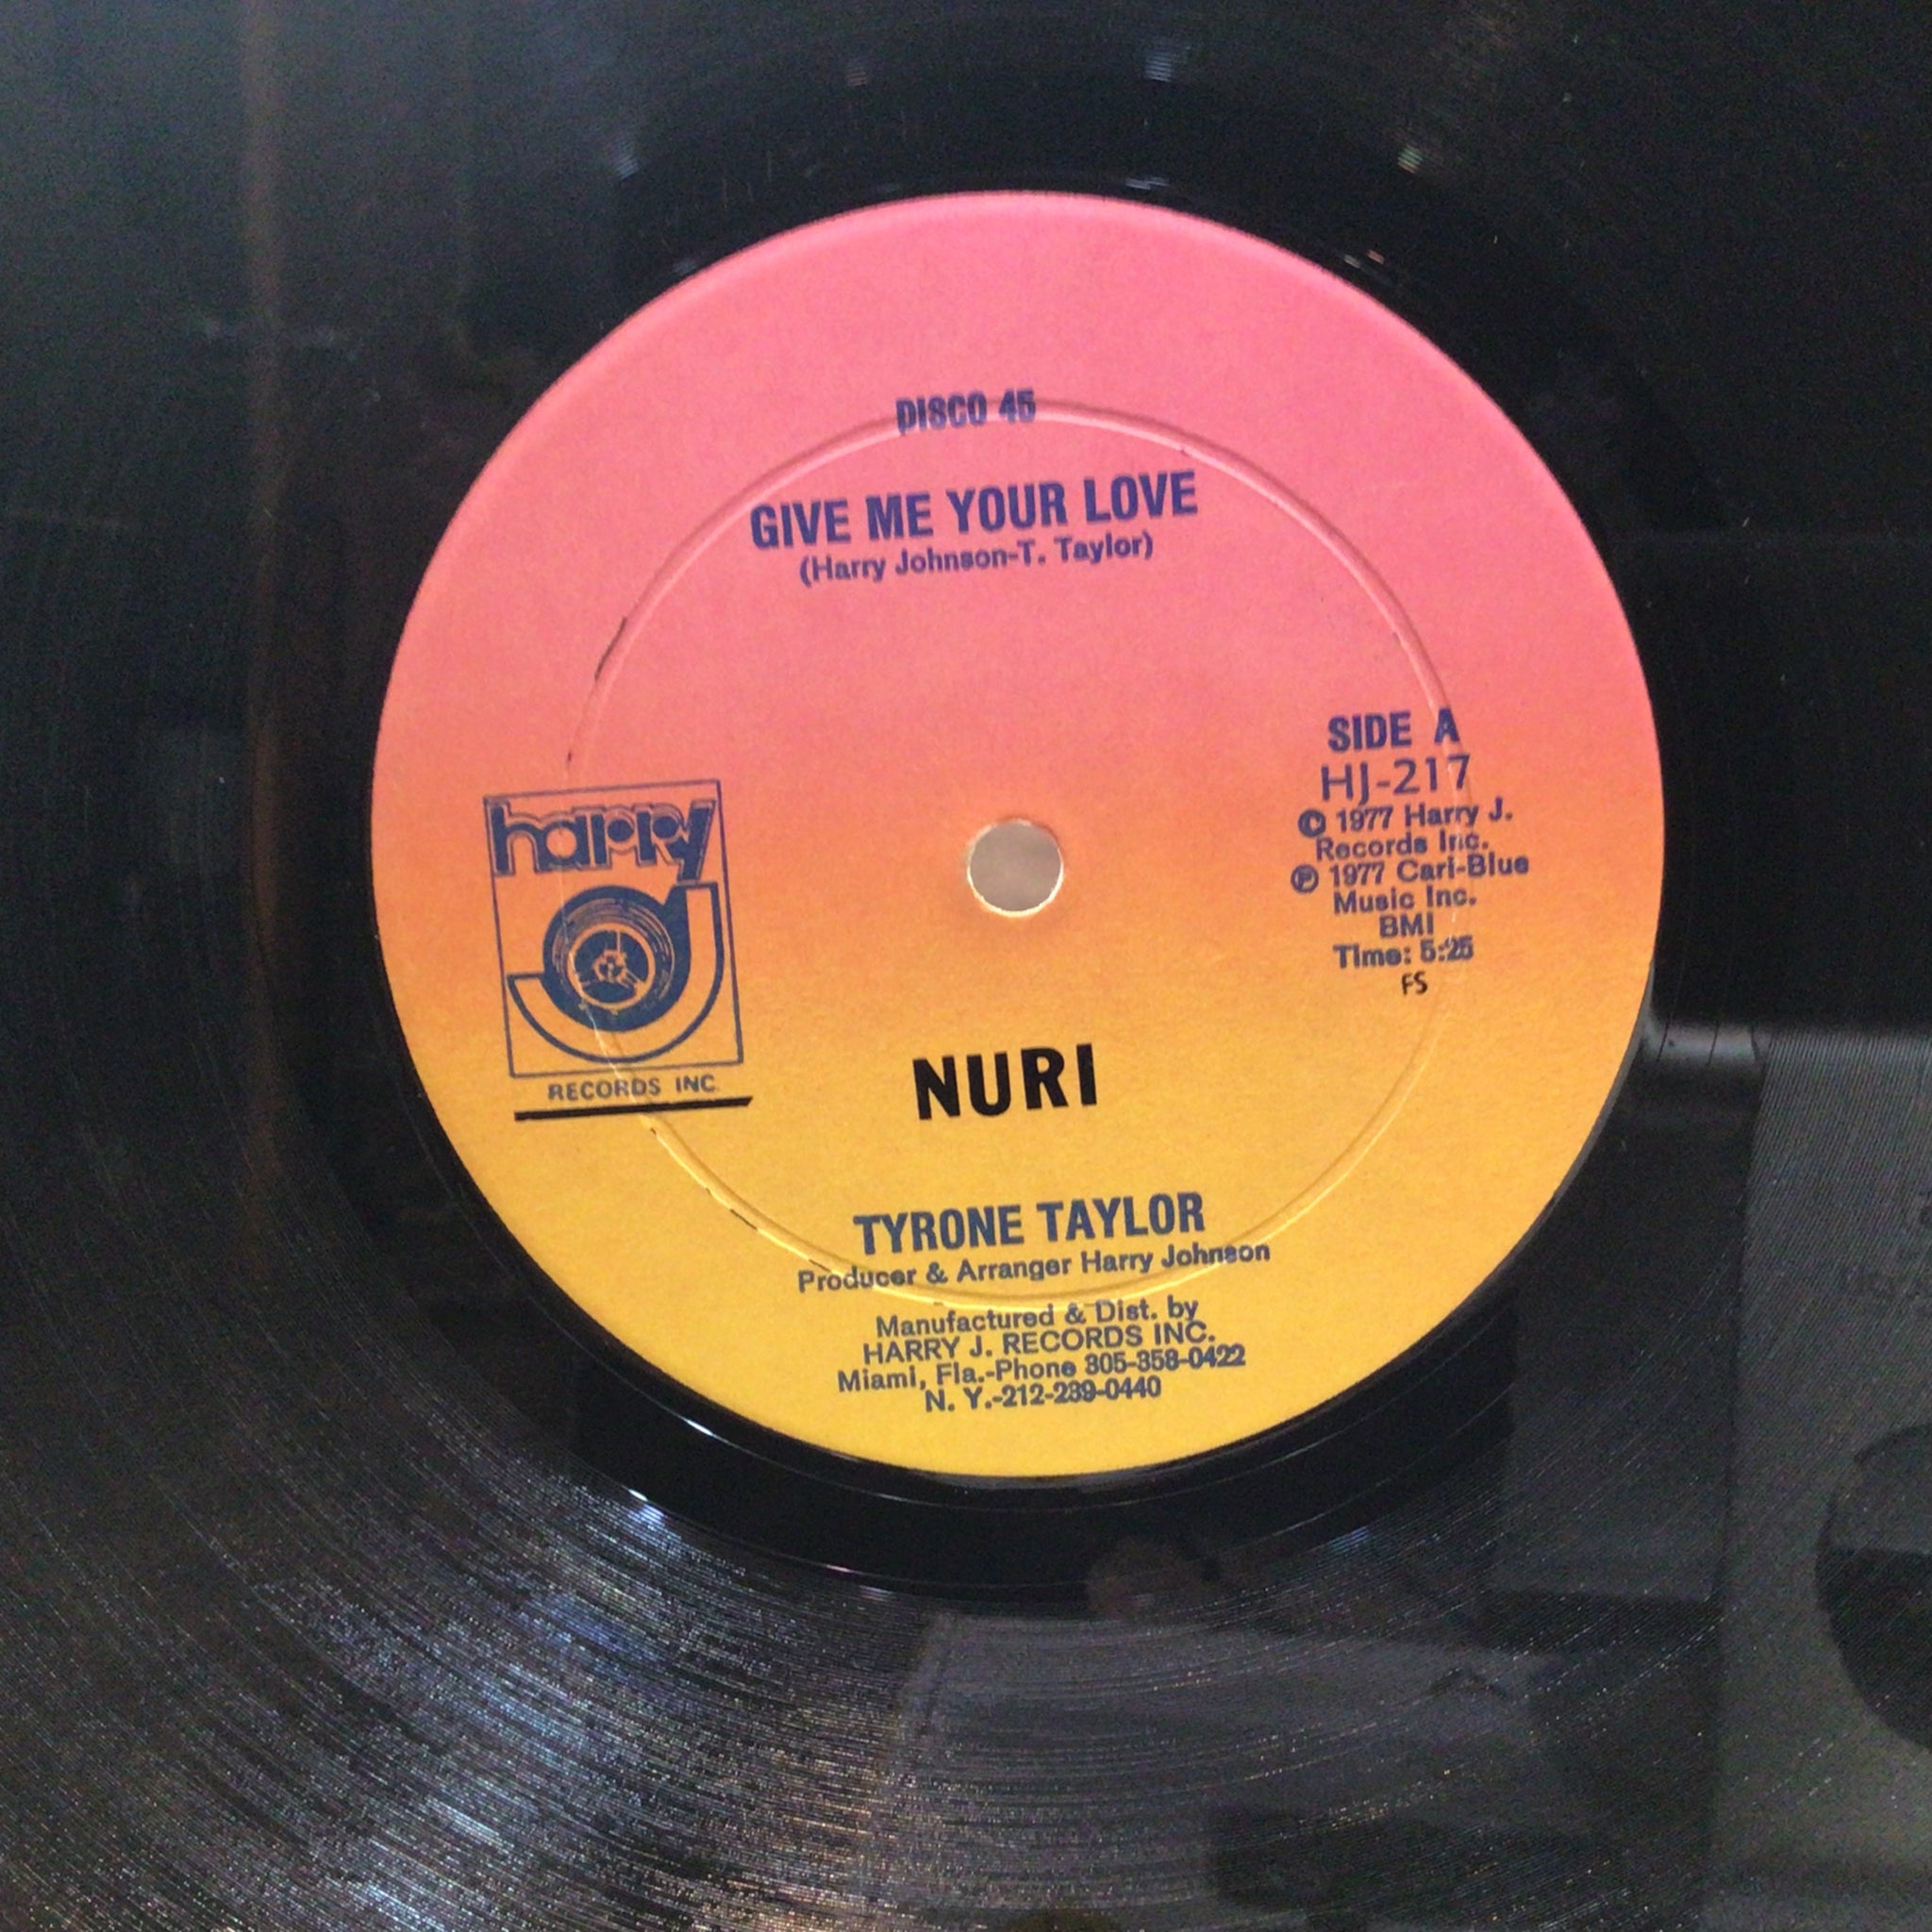 DISCO 45
GIVE ME YOUR LOVE
(Harry Johnson-T. Taylor)
SIDE A
HJ-217
© 1977 Harry J.
Records Inc.
℗ 1977 Cari-Blue
Music Inc.
BMI
Time: 5:25
FS
harry J
RECORDS INC
NURI
TYRONE TAYLOR
Producer & Arranger Harry Johnson
Manufactured & Dist. by
HARRY J. RECORDS INC.
Miami, Fla.-Phone 305-358-0422
N. Y.-212-239-0440